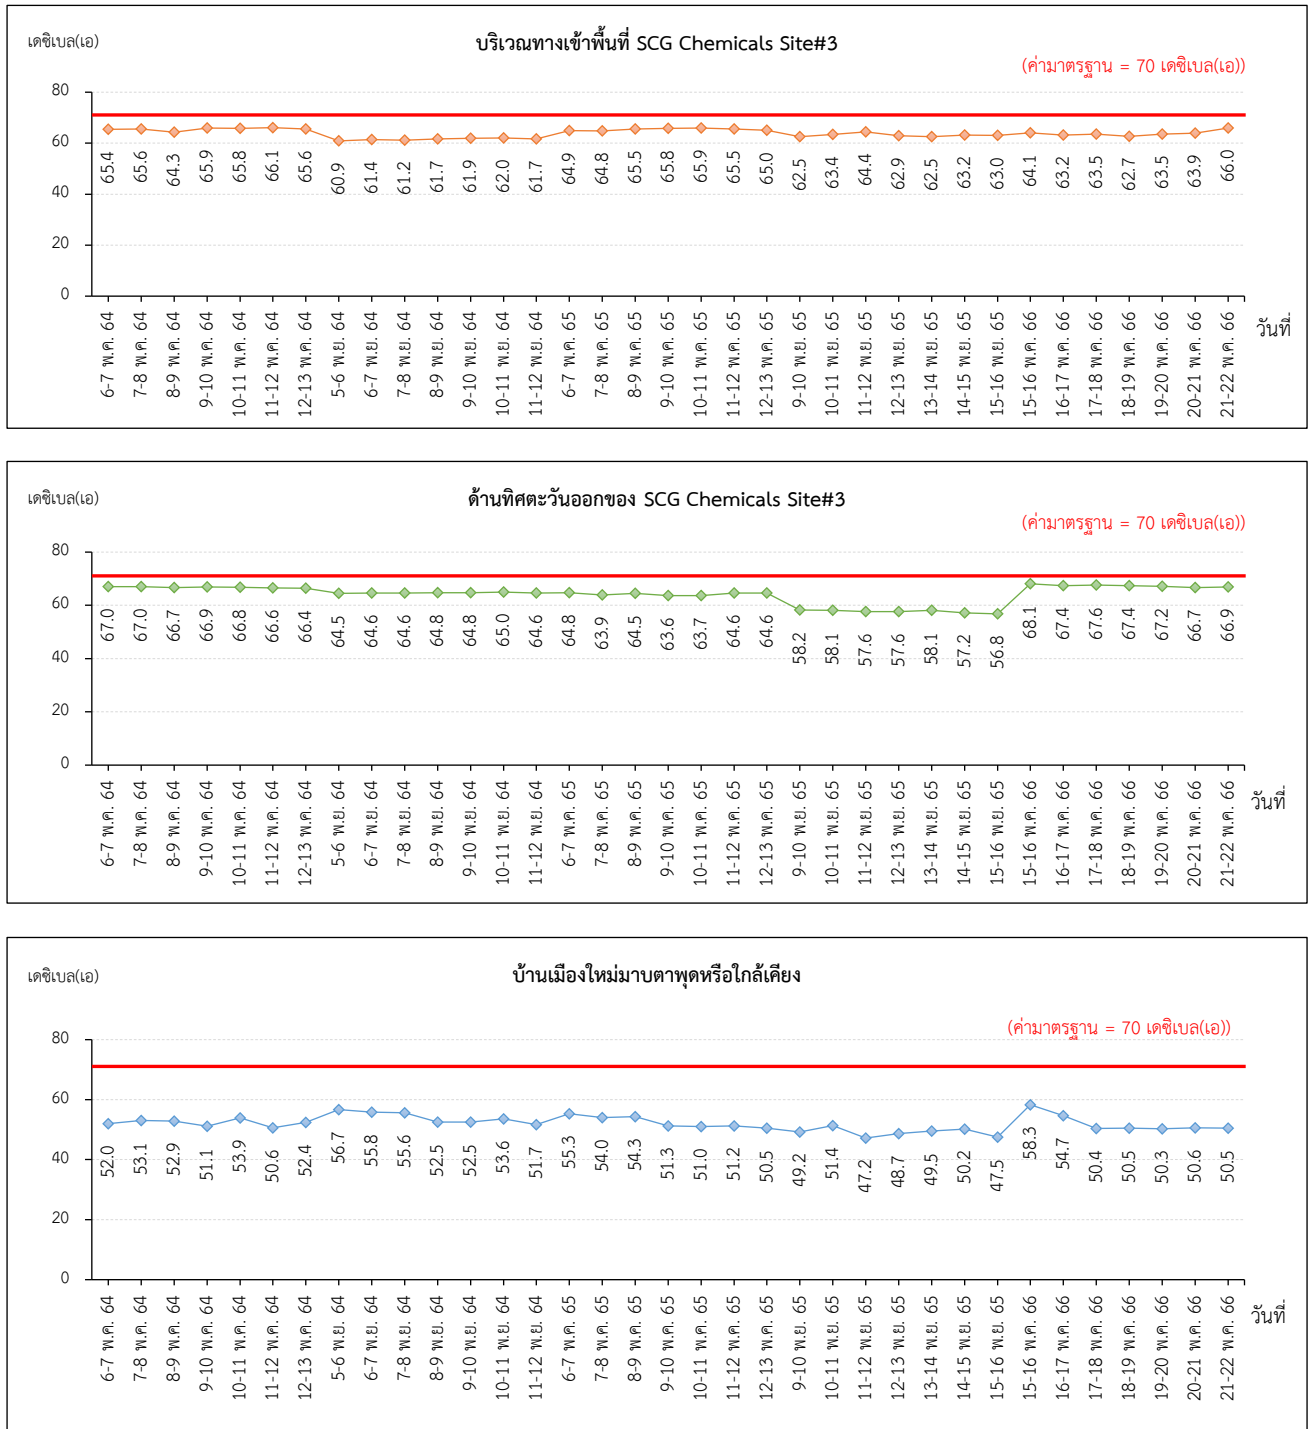 เดซิเบล(เอ)
บริเวณทางเข้าพื้นที่ SCG Chemicals Site#3
(ค่ามาตรฐาน = 70 เดซิเบล(เอ))
80
60
40
20
0
65.4 65.6 64.3 65.9 65.8 66.1 65.6 60.9 61.4 61.2 61.7 61.9 62.0 61.7 64.9 64.8 65.5 65.8 65.9 65.5 65.0 62.5 63.4 64.4 62.9 62.5 63.2 63.0 64.1 63.2 63.5 62.7 63.5 63.9 66.0
6-7 พ.ค. 64
7-8 พ.ค. 64
8-9 พ.ค. 64
9-10 พ.ค. 64
10-11 พ.ค. 64
11-12 พ.ค. 64
12-13 พ.ค. 64
5-6 พ.ย. 64
6-7 พ.ย. 64
7-8 พ.ย. 64
8-9 พ.ย. 64
9-10 พ.ย. 64
10-11 พ.ย. 64
11-12 พ.ย. 64
6-7 พ.ค. 65
7-8 พ.ค. 65
8-9 พ.ค. 65
9-10 พ.ค. 65
10-11 พ.ค. 65
11-12 พ.ค. 65
12-13 พ.ค. 65
9-10 พ.ย. 65
10-11 พ.ย. 65
11-12 พ.ย. 65
12-13 พ.ย. 65
13-14 พ.ย. 65
14-15 พ.ย. 65
15-16 พ.ย. 65
15-16 พ.ค. 66
16-17 พ.ค. 66
17-18 พ.ค. 66
18-19 พ.ค. 66
19-20 พ.ค. 66
20-21 พ.ค. 66
21-22 พ.ค. 66
วันที่
เดซิเบล(เอ)
ด้านทิศตะวันออกของ SCG Chemicals Site#3
(ค่ามาตรฐาน = 70 เดซิเบล(เอ))
80
60
40
20
0
67.0 67.0 66.7 66.9 66.8 66.6 66.4 64.5 64.6 64.6 64.8 64.8 65.0 64.6 64.8 63.9 64.5 63.6 63.7 64.6 64.6 58.2 58.1 57.6 57.6 58.1 57.2 56.8 68.1 67.4 67.6 67.4 67.2 66.7 66.9
6-7 พ.ค. 64
7-8 พ.ค. 64
8-9 พ.ค. 64
9-10 พ.ค. 64
10-11 พ.ค. 64
11-12 พ.ค. 64
12-13 พ.ค. 64
5-6 พ.ย. 64
6-7 พ.ย. 64
7-8 พ.ย. 64
8-9 พ.ย. 64
9-10 พ.ย. 64
10-11 พ.ย. 64
11-12 พ.ย. 64
6-7 พ.ค. 65
7-8 พ.ค. 65
8-9 พ.ค. 65
9-10 พ.ค. 65
10-11 พ.ค. 65
11-12 พ.ค. 65
12-13 พ.ค. 65
9-10 พ.ย. 65
10-11 พ.ย. 65
11-12 พ.ย. 65
12-13 พ.ย. 65
13-14 พ.ย. 65
14-15 พ.ย. 65
15-16 พ.ย. 65
15-16 พ.ค. 66
16-17 พ.ค. 66
17-18 พ.ค. 66
18-19 พ.ค. 66
19-20 พ.ค. 66
20-21 พ.ค. 66
21-22 พ.ค. 66
วันที่
เดซิเบล(เอ)
บ้านเมืองใหม่มาบตาพุดหรือใกล้เคียง
(ค่ามาตรฐาน = 70 เดซิเบล(เอ))
80
60
40
20
0
52.0 53.1 52.9 51.1 53.9 50.6 52.4 56.7 55.8 55.6 52.5 52.5 53.6 51.7 55.3 54.0 54.3 51.3 51.0 51.2 50.5 49.2 51.4 47.2 48.7 49.5 50.2 47.5 58.3 54.7 50.4 50.5 50.3 50.6 50.5
6-7 พ.ค. 64
7-8 พ.ค. 64
8-9 พ.ค. 64
9-10 พ.ค. 64
10-11 พ.ค. 64
11-12 พ.ค. 64
12-13 พ.ค. 64
5-6 พ.ย. 64
6-7 พ.ย. 64
7-8 พ.ย. 64
8-9 พ.ย. 64
9-10 พ.ย. 64
10-11 พ.ย. 64
11-12 พ.ย. 64
6-7 พ.ค. 65
7-8 พ.ค. 65
8-9 พ.ค. 65
9-10 พ.ค. 65
10-11 พ.ค. 65
11-12 พ.ค. 65
12-13 พ.ค. 65
9-10 พ.ย. 65
10-11 พ.ย. 65
11-12 พ.ย. 65
12-13 พ.ย. 65
13-14 พ.ย. 65
14-15 พ.ย. 65
15-16 พ.ย. 65
15-16 พ.ค. 66
16-17 พ.ค. 66
17-18 พ.ค. 66
18-19 พ.ค. 66
19-20 พ.ค. 66
20-21 พ.ค. 66
21-22 พ.ค. 66
วันที่